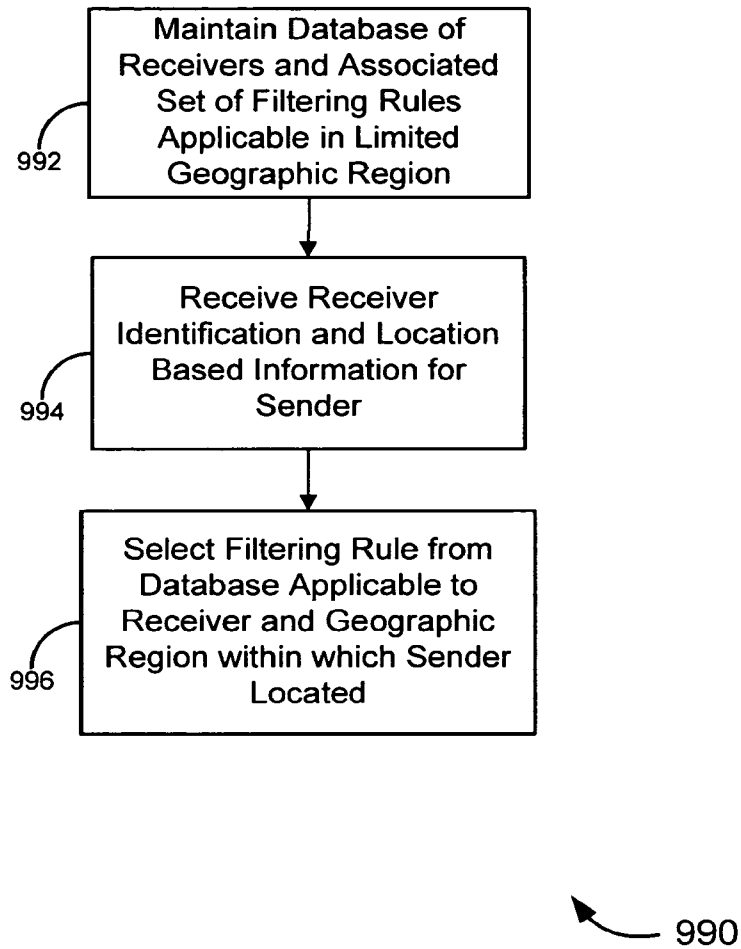 Maintain Database of
Receivers and Associated
Set of Filtering Rules
Applicable in Limited
Geographic Region
992
Receive Receiver
Identification and Location
Based Information for
Sender
994
Select Filtering Rule from
Database Applicable to
Receiver and Geographic
Region within which Sender
Located
996
990